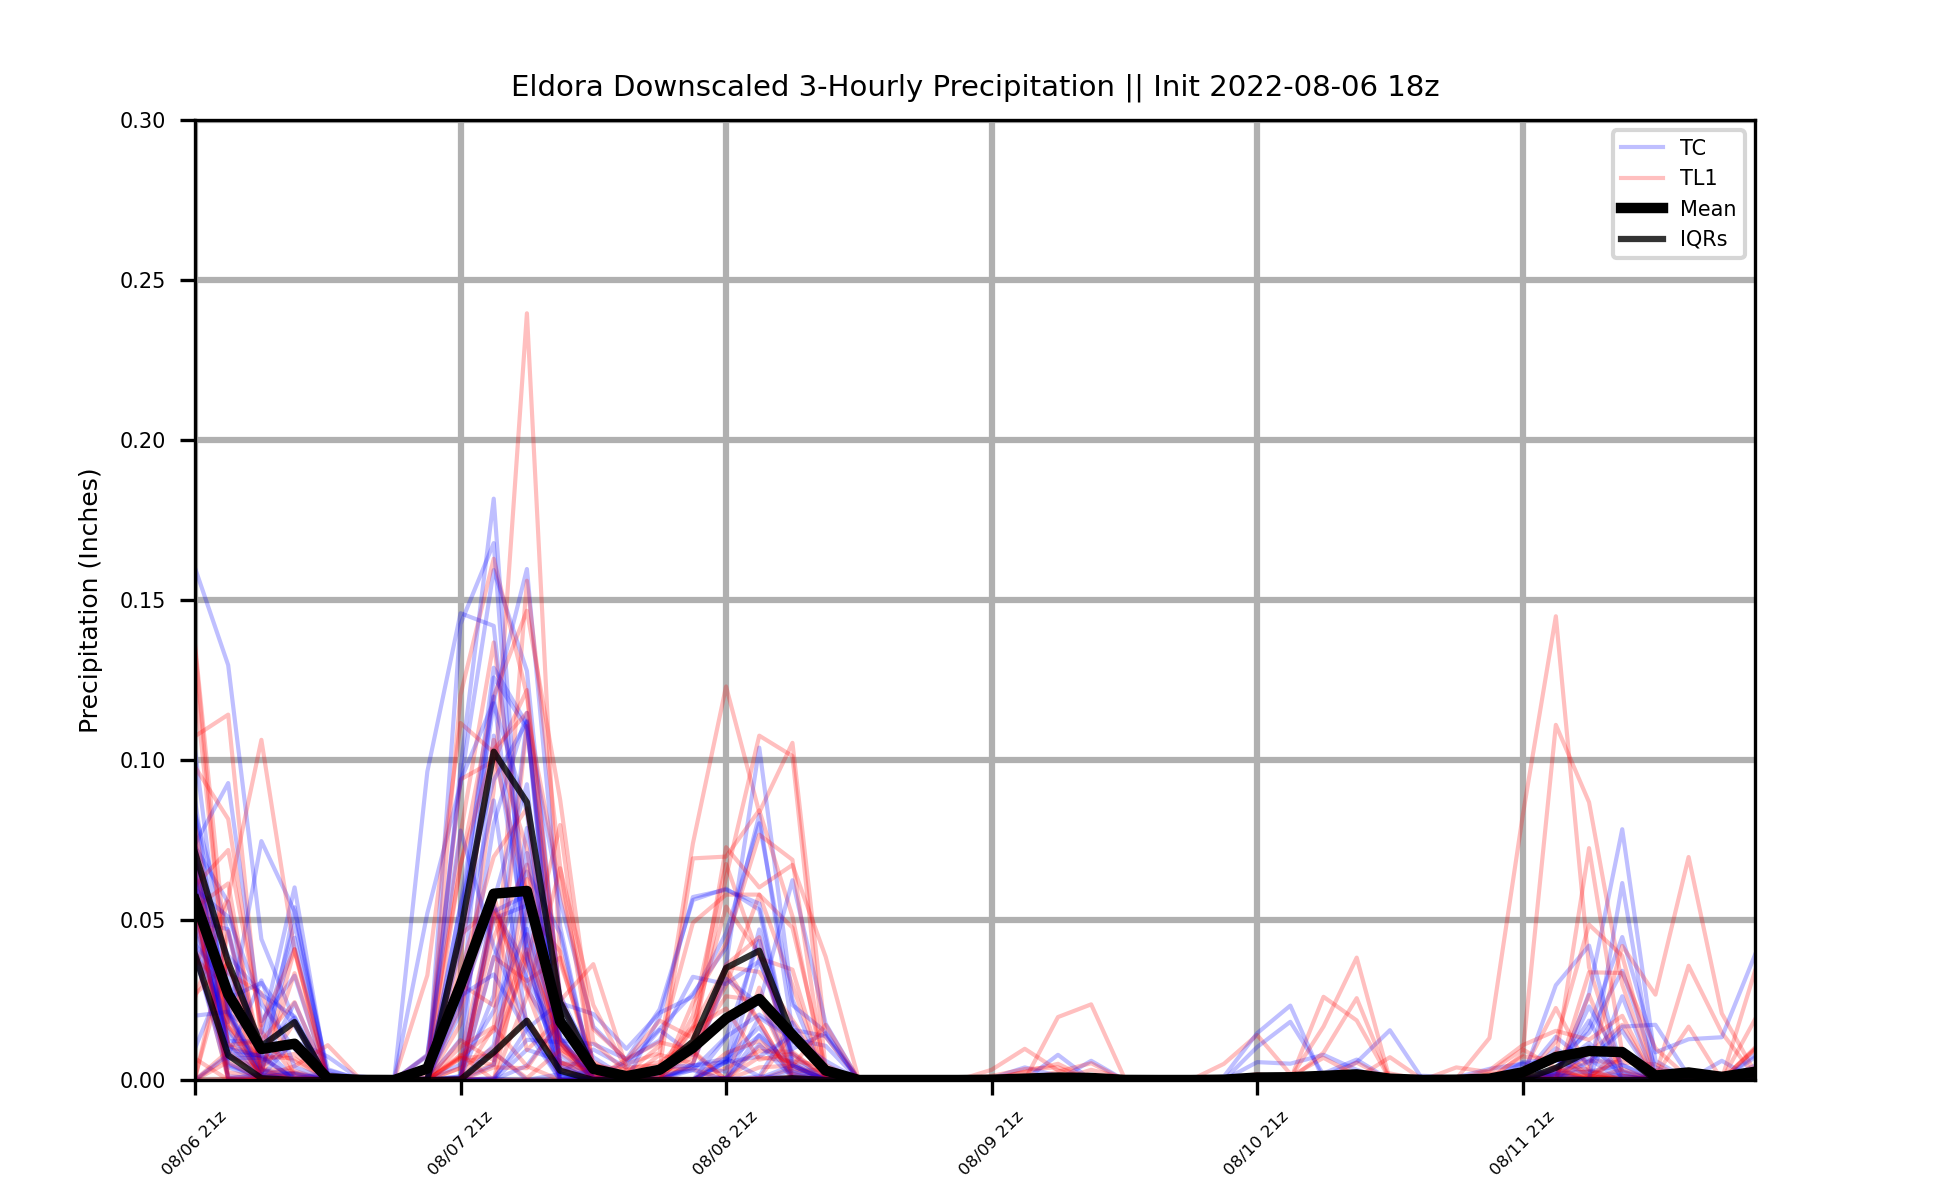 Eldora Downscaled 3-Hourly Precipitation || Init 2022-08-06 18z
0.30
0.25
0.20
0.15
0.10
0.05
0.00
Precipitation (Inches)
TC
TL1
Mean
IQRs
08/06 21z
08/07 21z
08/08 21z
08/09 21z
08/10 21z
08/11 21z